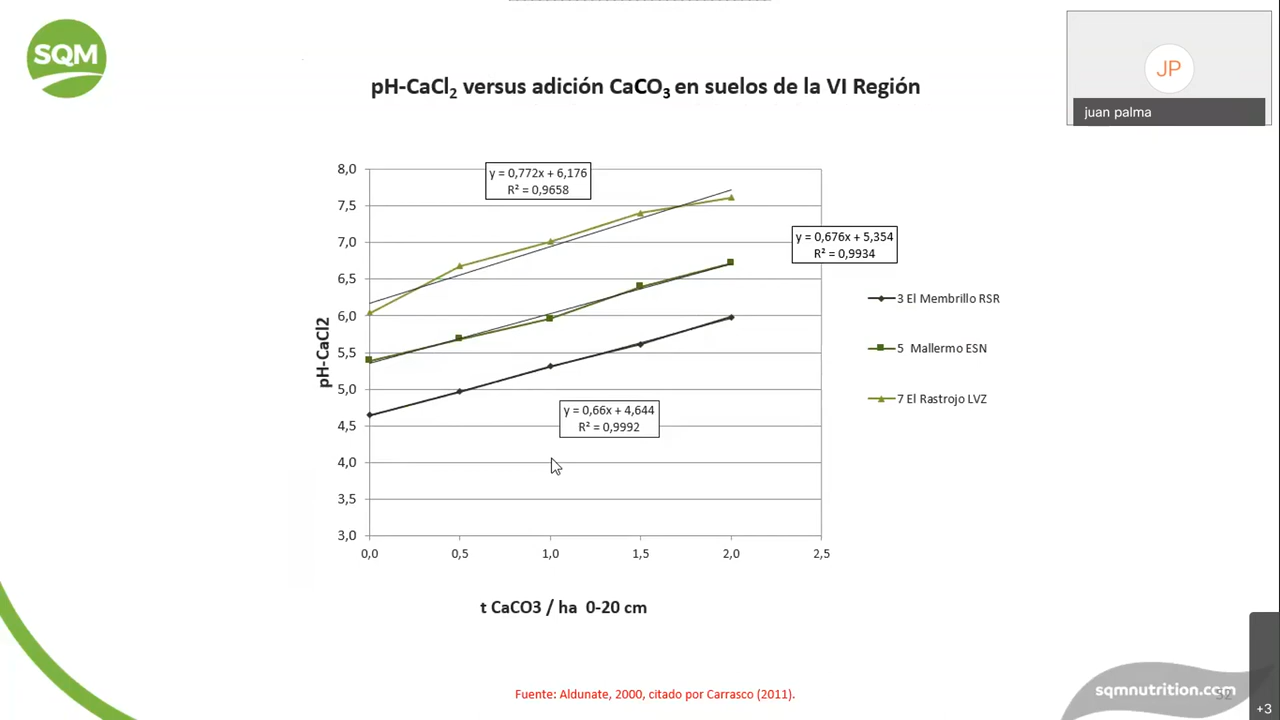 SQM
JP
juan palma
pH-CaCl₂ versus adición CaCO₃ en suelos de la VI Región
8,0
7,5
7,0
6,5
6,0
5,5
5,0
4,5
4,0
3,5
3,0
pH-CaCl2
y = 0,772x + 6,176
R² = 0,9658
y = 0,676x + 5,354
R² = 0,9934
y = 0,66x + 4,644
R² = 0,9992
3 El Membrillo RSR
5 Mallermo ESN
7 El Rastrojo LVZ
0,0 0,5 1,0 1,5 2,0 2,5
t CaCO3 / ha 0-20 cm
Fuente: Aldunate, 2000, citado por Carrasco (2011).
sqmnutrition.com
52
+3